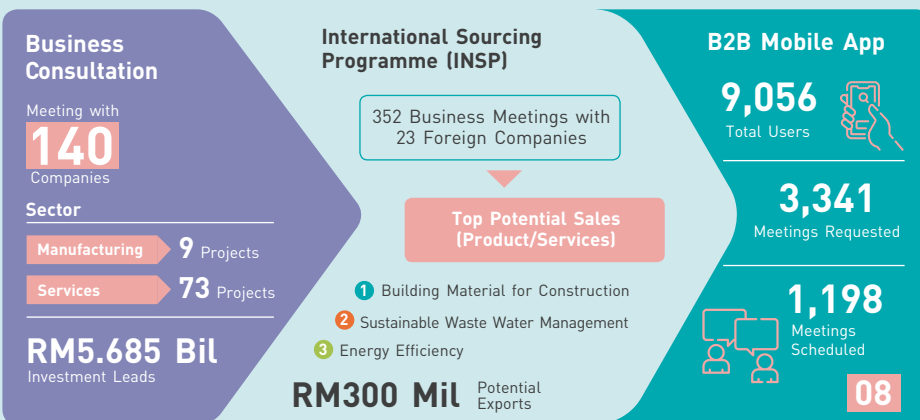 Business
Consultation
Meeting with
140
Companies
Sector
Manufacturing 9 Projects
Services 73 Projects
RM5.685 Bil
Investment Leads
International Sourcing
Programme (INSP)
352 Business Meetings with
23 Foreign Companies
Top Potential Sales
(Product/Services)
1 Building Material for Construction
2 Sustainable Waste Water Management
3 Energy Efficiency
RM300 Mil Potential
Exports
B2B Mobile App
9,056
Total Users
3,341
Meetings Requested
1,198
Meetings
Scheduled
08